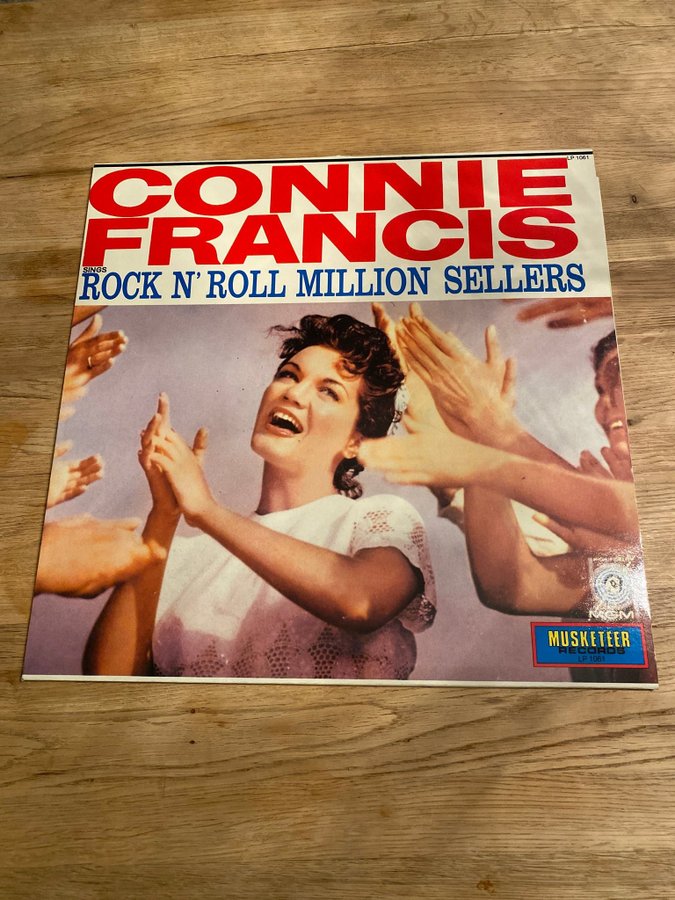 LP 1061
CONNIE
FRANCIS
SINGS
ROCK N' ROLL MILLION SELLERS
MGM
MUSKETEER
RECORDS
LP 1061